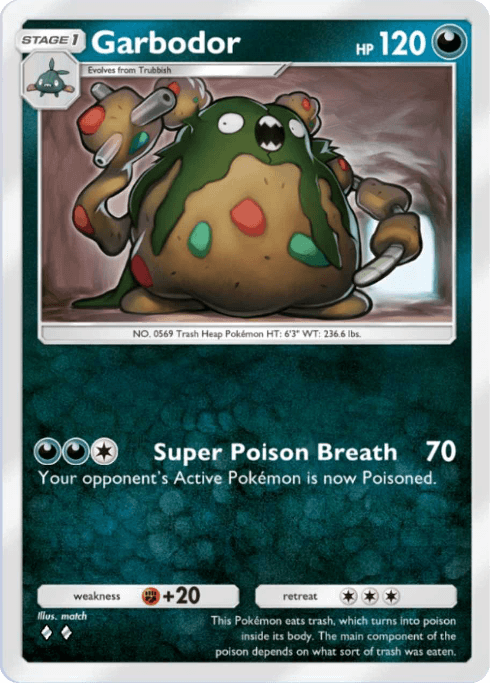 STAGE 1 Garbodor HP 120
Evolves from Trubbish
NO. 0569 Trash Heap Pokémon HT: 6'3" WT: 236.6 lbs.
Super Poison Breath 70
Your opponent's Active Pokémon is now Poisoned.
weakness +20 retreat
Illus. match
This Pokémon eats trash, which turns into poison
inside its body. The main component of the
poison depends on what sort of trash was eaten.